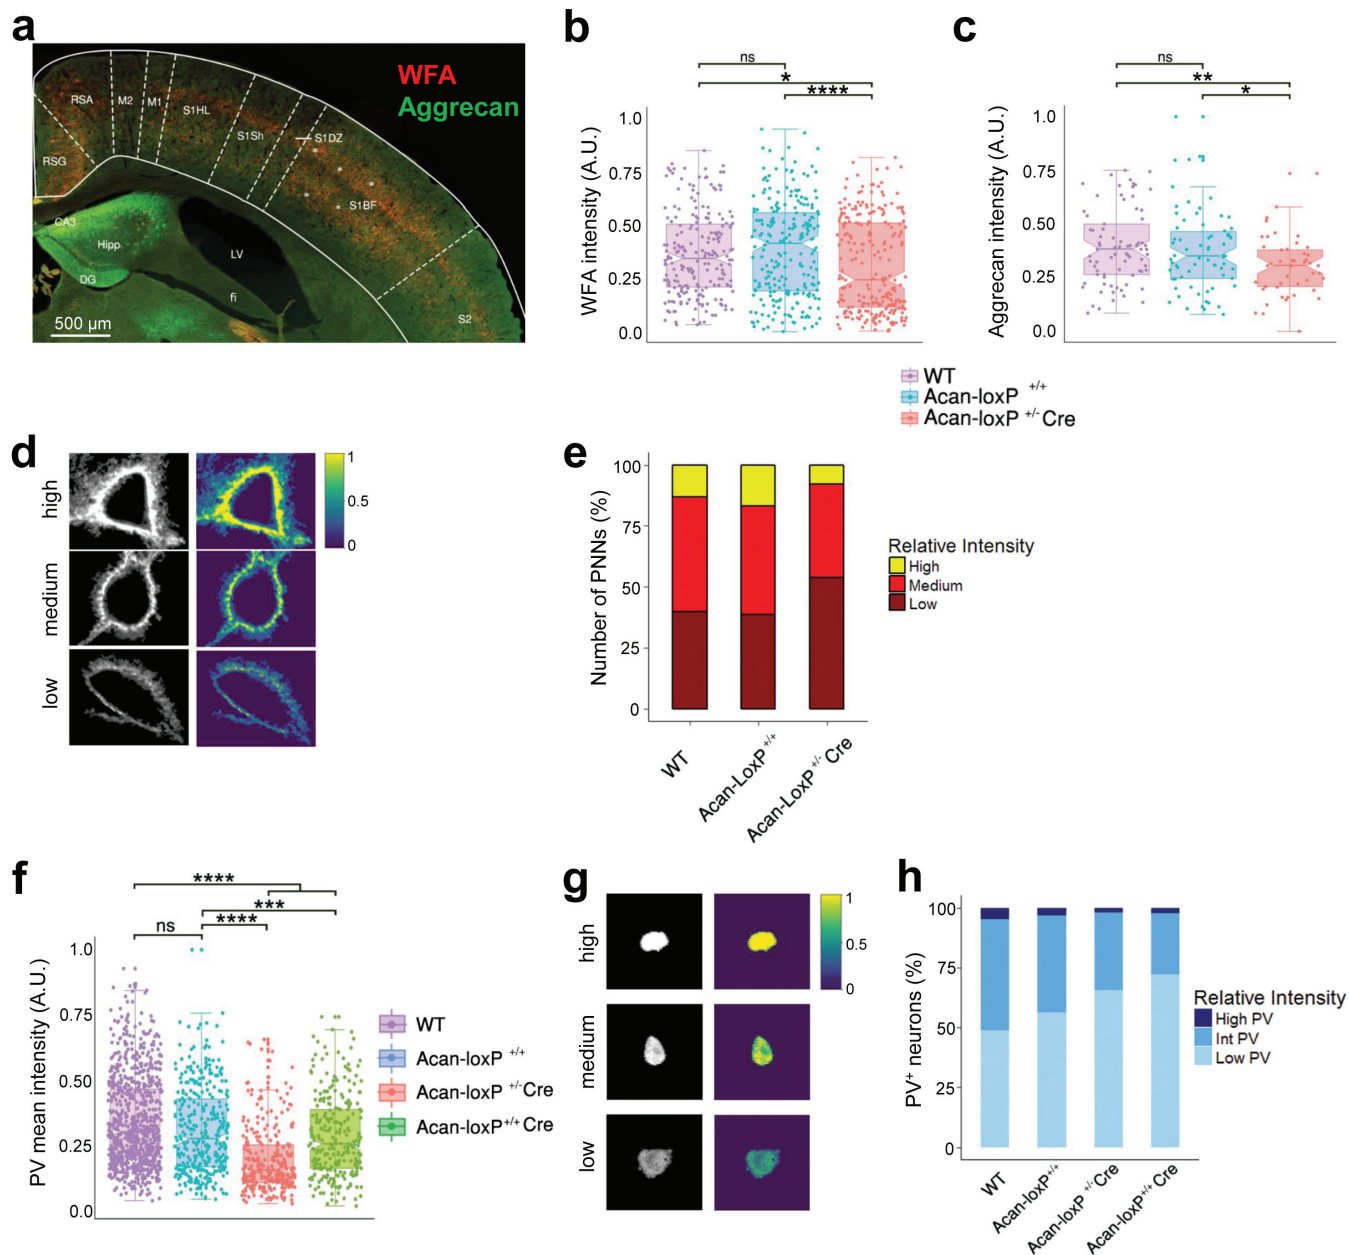 a
WFA
Aggrecan
RSA
M2
M1
S1HL
S1Sh
S1DZ
RSG
S1BF
CA3
Hipp
LV
DG
fi
S2
500 µm
*
*
*
*
*
b
ns
*
****
WFA intensity (A.U.)
1.0
0.75
0.50
0.25
0.0
c
ns
**
*
Aggrecan intensity (A.U.)
1.0
0.75
0.50
0.25
0.0
WT
Acan-loxP +/+
Acan-loxP +/- Cre
d
high
medium
low
1
0.5
0
e
Number of PNNs (%)
100
75
50
25
0
WT
Acan-LoxP+/+
Acan-LoxP+/- Cre
Relative Intensity
High
Medium
Low
f
****
***
****
ns
PV mean intensity (A.U.)
1.0
0.75
0.50
0.25
0.0
WT
Acan-loxP +/+
Acan-loxP +/- Cre
Acan-loxP+/+ Cre
g
high
medium
low
1
0.5
0
h
PV+ neurons (%)
100
75
50
25
0
WT
Acan-loxP+/+
Acan-loxP +/- Cre
Acan-loxP+/+ Cre
Relative Intensity
High PV
Int PV
Low PV